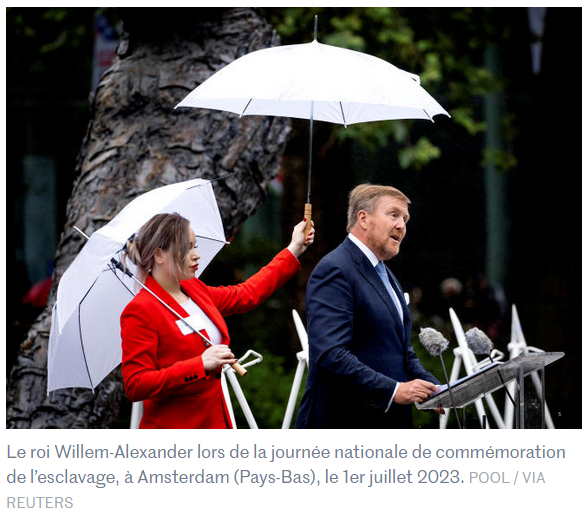 Le roi Willem-Alexander lors de la journée nationale de commémoration
de l’esclavage, à Amsterdam (Pays-Bas), le 1er juillet 2023. POOL / VIA
REUTERS